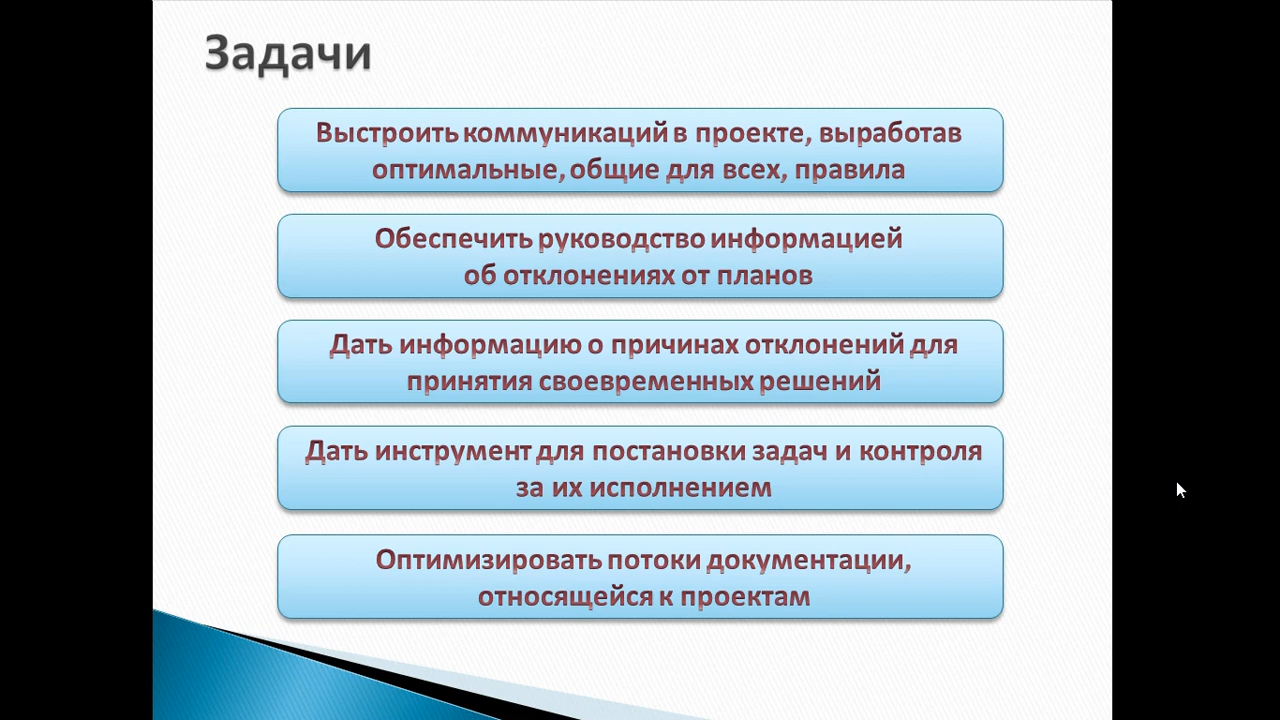 Задачи
Выстроить коммуникаций в проекте, выработав
оптимальные, общие для всех, правила
Обеспечить руководство информацией
об отклонениях от планов
Дать информацию о причинах отклонений для
принятия своевременных решений
Дать инструмент для постановки задач и контроля
за их исполнением
Оптимизировать потоки документации,
относящейся к проектам